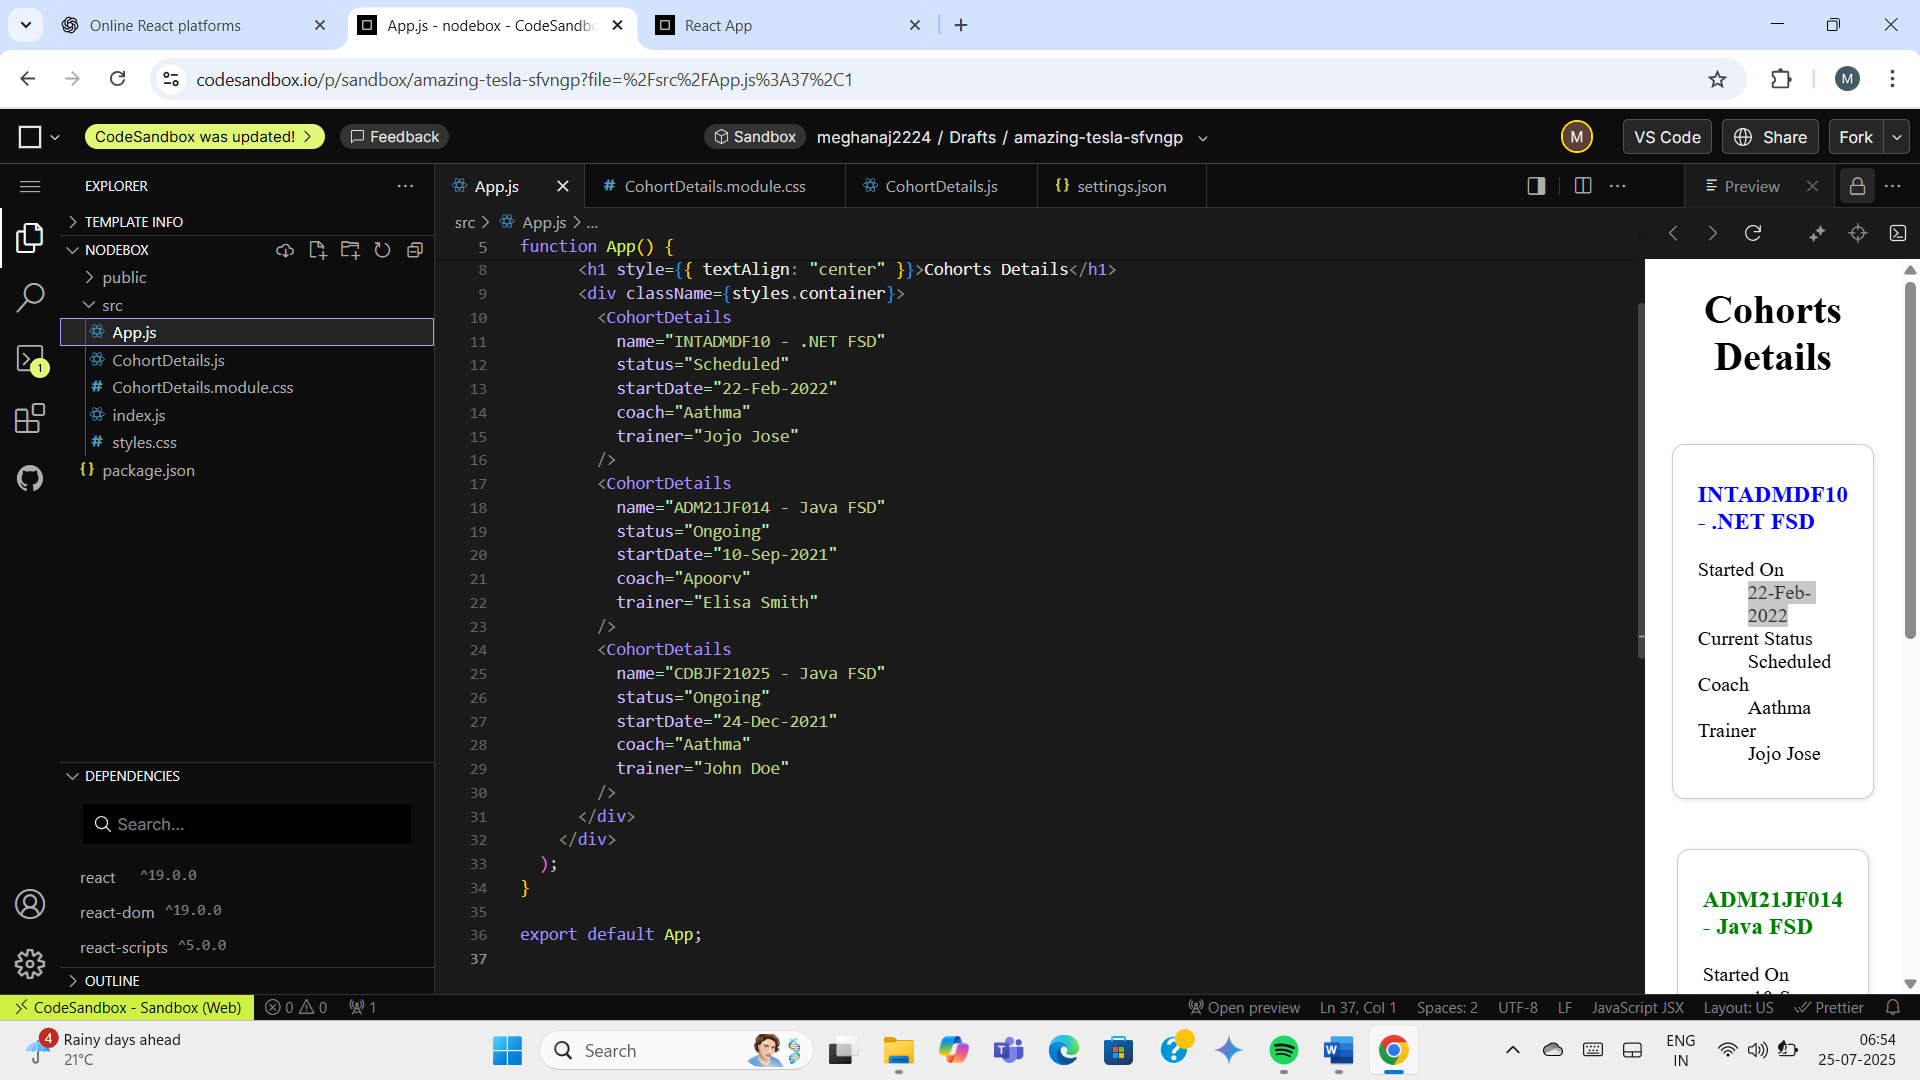 Online React platforms
App.js - nodebox - CodeSandbo
React App
codesandbox.io/p/sandbox/amazing-tesla-sfvngp?file=%2Fsrc%2FApp.js%3A37%2C1
M
CodeSandbox was updated!
Feedback
Sandbox
meghanaj2224 / Drafts / amazing-tesla-sfvngp
M
VS Code
Share
Fork
EXPLORER
App.js
CohortDetails.module.css
CohortDetails.js
settings.json
Preview
TEMPLATE INFO
NODEBOX
public
src
App.js
CohortDetails.js
CohortDetails.module.css
index.js
styles.css
package.json
1
src > App.js > ...
5 function App() {
8 <h1 style={{ textAlign: "center" }}>Cohorts Details</h1>
9 <div className={styles.container}>
10 <CohortDetails
11 name="INTADMDF10 - .NET FSD"
12 status="Scheduled"
13 startDate="22-Feb-2022"
14 coach="Aathma"
15 trainer="Jojo Jose"
16 />
17 <CohortDetails
18 name="ADM21JF014 - Java FSD"
19 status="Ongoing"
20 startDate="10-Sep-2021"
21 coach="Apoorv"
22 trainer="Elisa Smith"
23 />
24 <CohortDetails
25 name="CDBJF21025 - Java FSD"
26 status="Ongoing"
27 startDate="24-Dec-2021"
28 coach="Aathma"
29 trainer="John Doe"
30 />
31 </div>
32 </div>
33 );
34 }
35
36 export default App;
37
Cohorts
Details
INTADMDF10
- .NET FSD
Started On
22-Feb-
2022
Current Status
Scheduled
Coach
Aathma
Trainer
Jojo Jose
ADM21JF014
- Java FSD
Started On
DEPENDENCIES
Search...
react ^19.0.0
react-dom ^19.0.0
react-scripts ^5.0.0
OUTLINE
CodeSandbox - Sandbox (Web)
0 0
1
Open preview
Ln 37, Col 1
Spaces: 2
UTF-8
LF
JavaScript JSX
Layout: US
Prettier
4
Rainy days ahead
21°C
Search
ENG
IN
06:54
25-07-2025